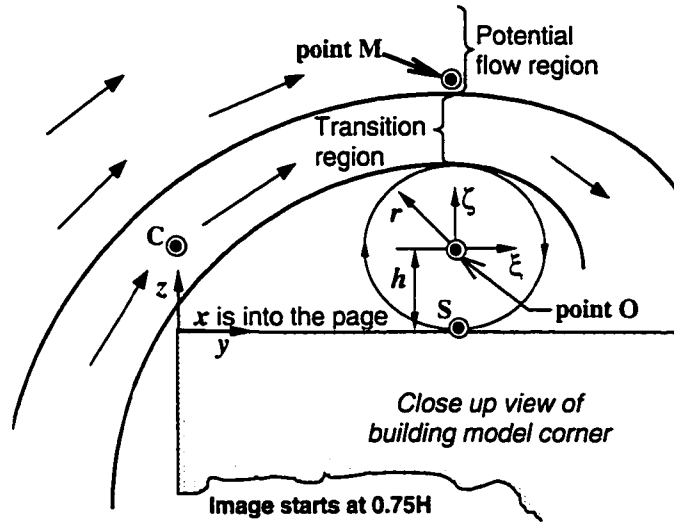 Potential
flow region
point M
Transition
region
ζ
r
C
ξ
h
z
S
point O
x is into the page
y
Close up view of
building model corner
Image starts at 0.75H